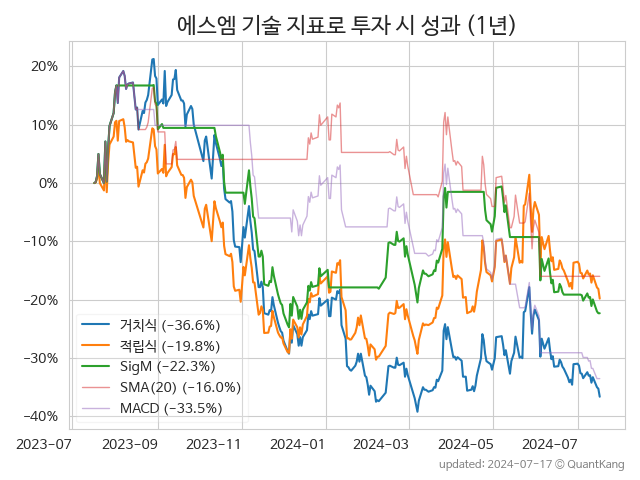 에스엠 기술 지표로 투자 시 성과 (1년)
20%
10%
0%
−10%
−20%
−30%
−40%
거치식 (−36.6%)
적립식 (−19.8%)
SigM (−22.3%)
SMA(20) (−16.0%)
MACD (−33.5%)
2023-07
2023-09
2023-11
2024-01
2024-03
2024-05
2024-07
updated: 2024-07-17 © QuantKang